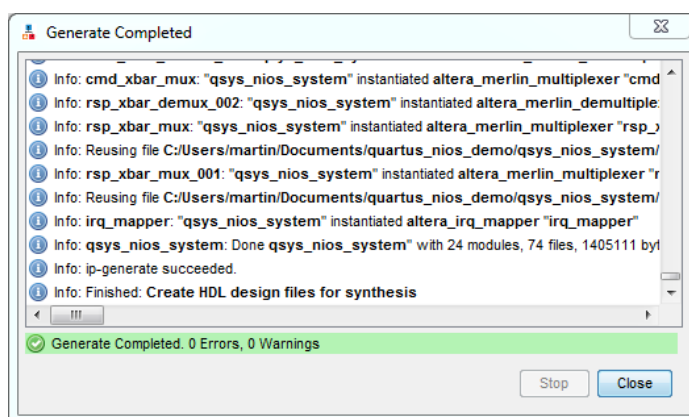 Generate Completed
Info: cmd_xbar_mux: "qsys_nios_system" instantiated altera_merlin_multiplexer "cmd
Info: rsp_xbar_demux_002: "qsys_nios_system" instantiated altera_merlin_demultiple
Info: rsp_xbar_mux: "qsys_nios_system" instantiated altera_merlin_multiplexer "rsp_x
Info: Reusing file C:/Users/martin/Documents/quartus_nios_demo/qsys_nios_system/
Info: rsp_xbar_mux_001: "qsys_nios_system" instantiated altera_merlin_multiplexer "r
Info: Reusing file C:/Users/martin/Documents/quartus_nios_demo/qsys_nios_system/
Info: irq_mapper: "qsys_nios_system" instantiated altera_irq_mapper "irq_mapper"
Info: qsys_nios_system: Done qsys_nios_system" with 24 modules, 74 files, 1405111 byt
Info: ip-generate succeeded.
Info: Finished: Create HDL design files for synthesis
Generate Completed. 0 Errors, 0 Warnings
Stop Close